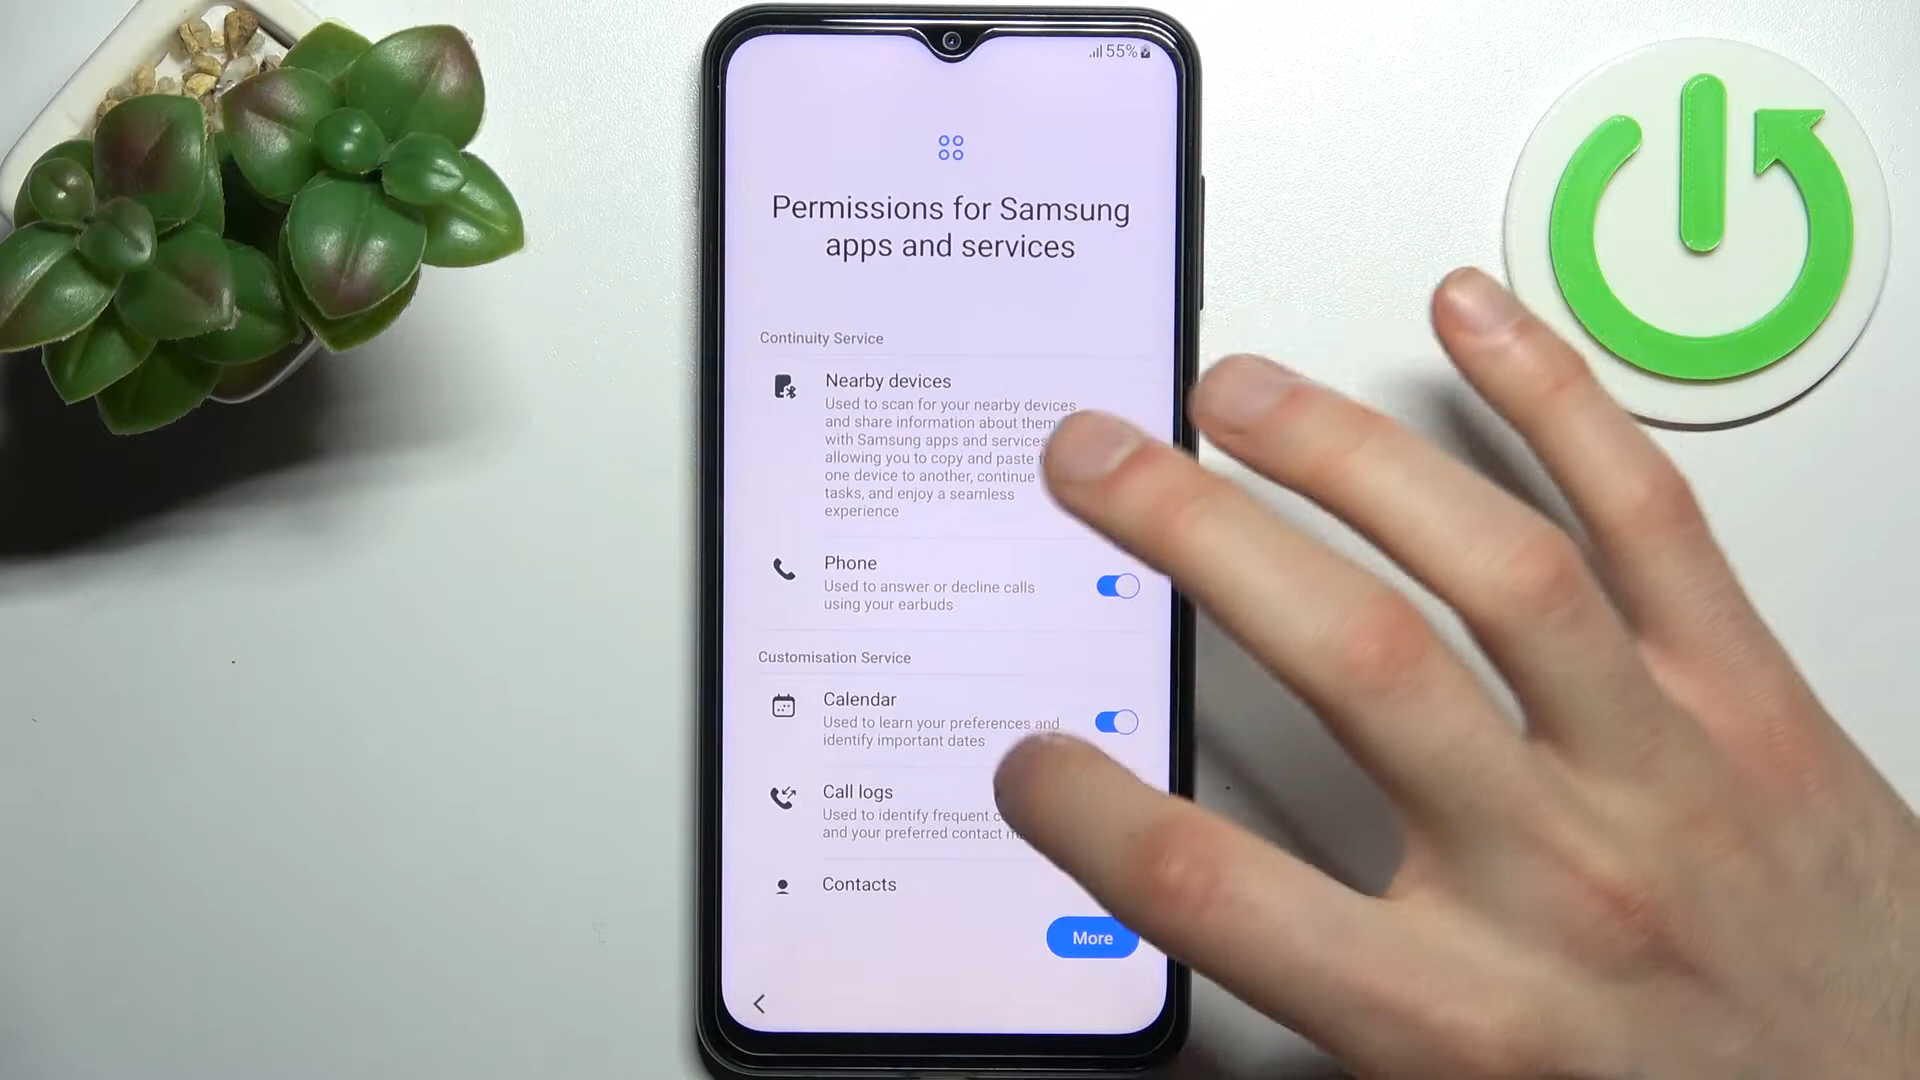 55%
Permissions for Samsung
apps and services
Continuity Service
Nearby devices
Used to scan for your nearby devices
and share information about them
with Samsung apps and services
allowing you to copy and paste
one device to another, continue
tasks, and enjoy a seamless
experience
Phone
Used to answer or decline calls
using your earbuds
Customisation Service
Calendar
Used to learn your preferences and
identify important dates
Call logs
Used to identify frequent
and your preferred contact
Contacts
More